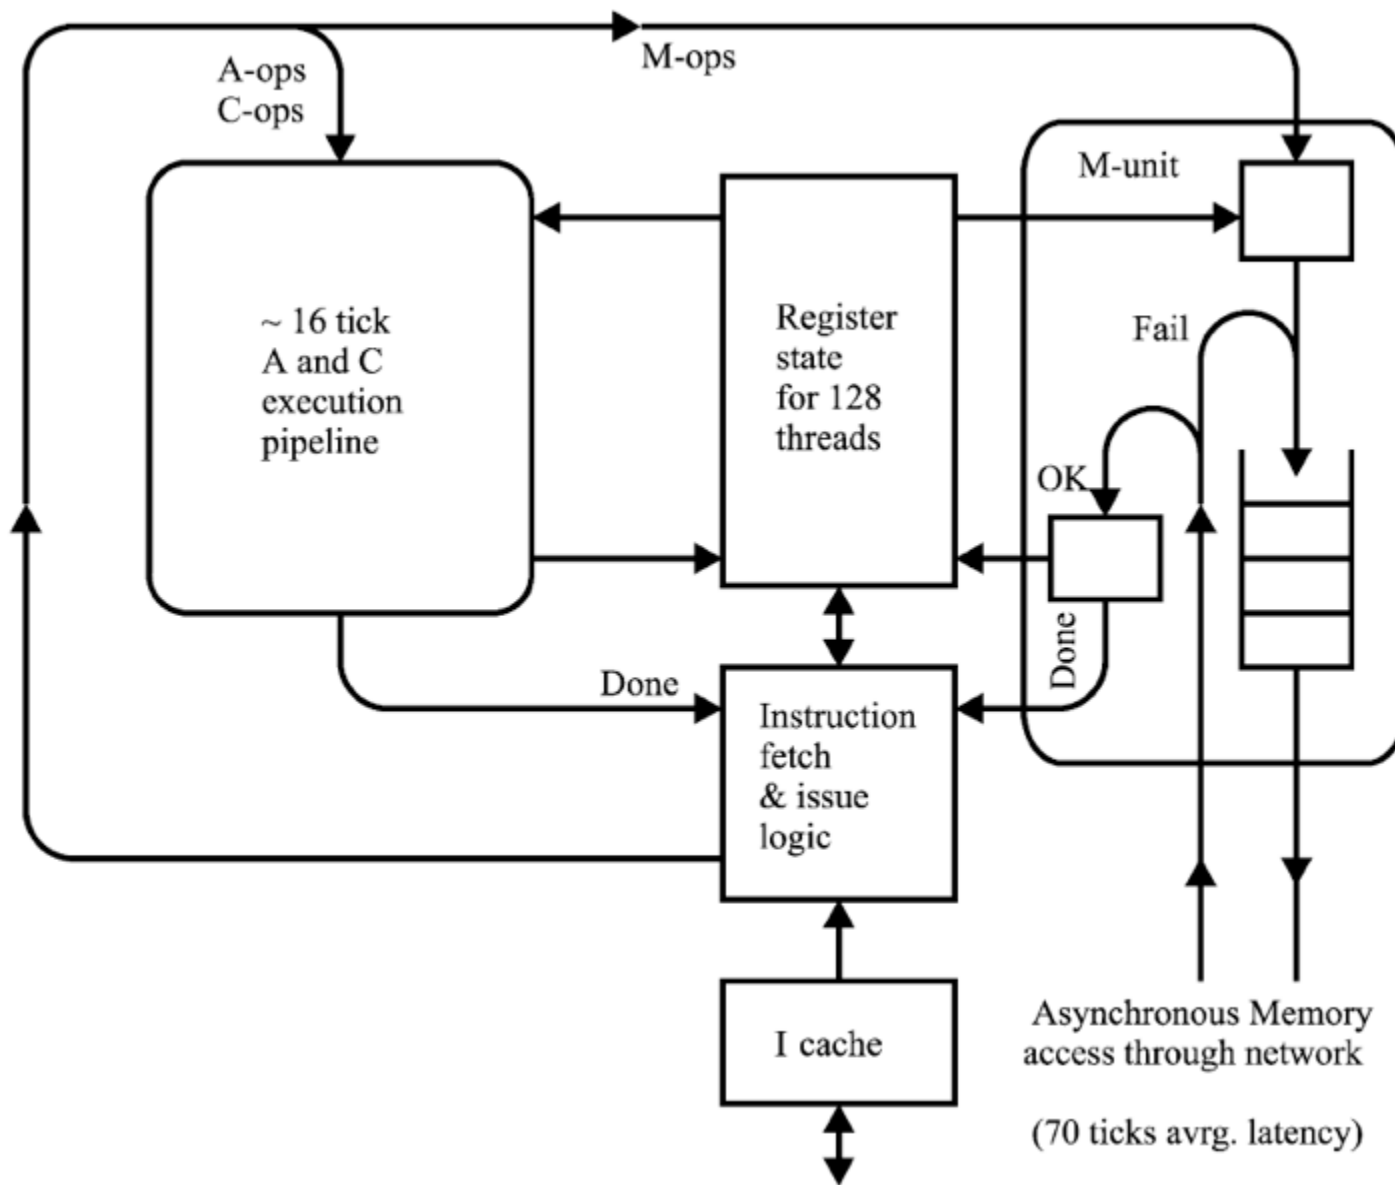 A-ops
C-ops
M-ops
M-unit
~ 16 tick
A and C
execution
pipeline
Register
state
for 128
threads
Fail
OK
Done
Done
Instruction
fetch
& issue
logic
I cache
Asynchronous Memory
access through network
(70 ticks avrg. latency)